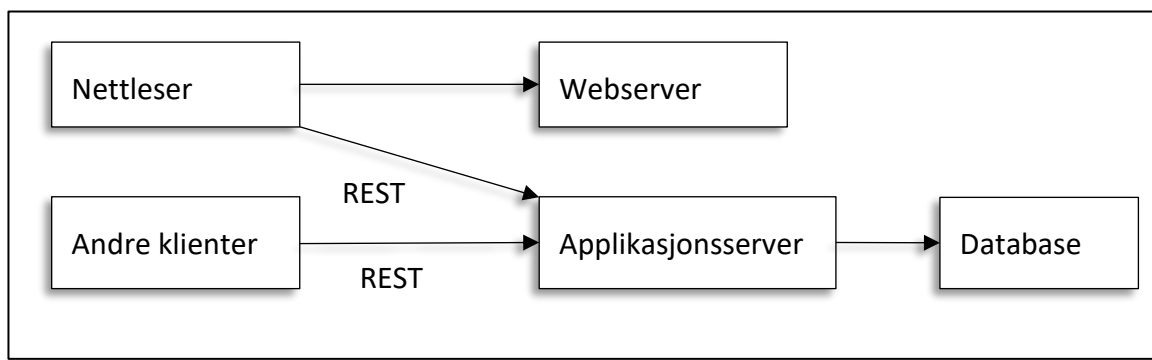 Nettleser
Webserver
REST
Andre klienter
Applikasjonsserver
Database
REST